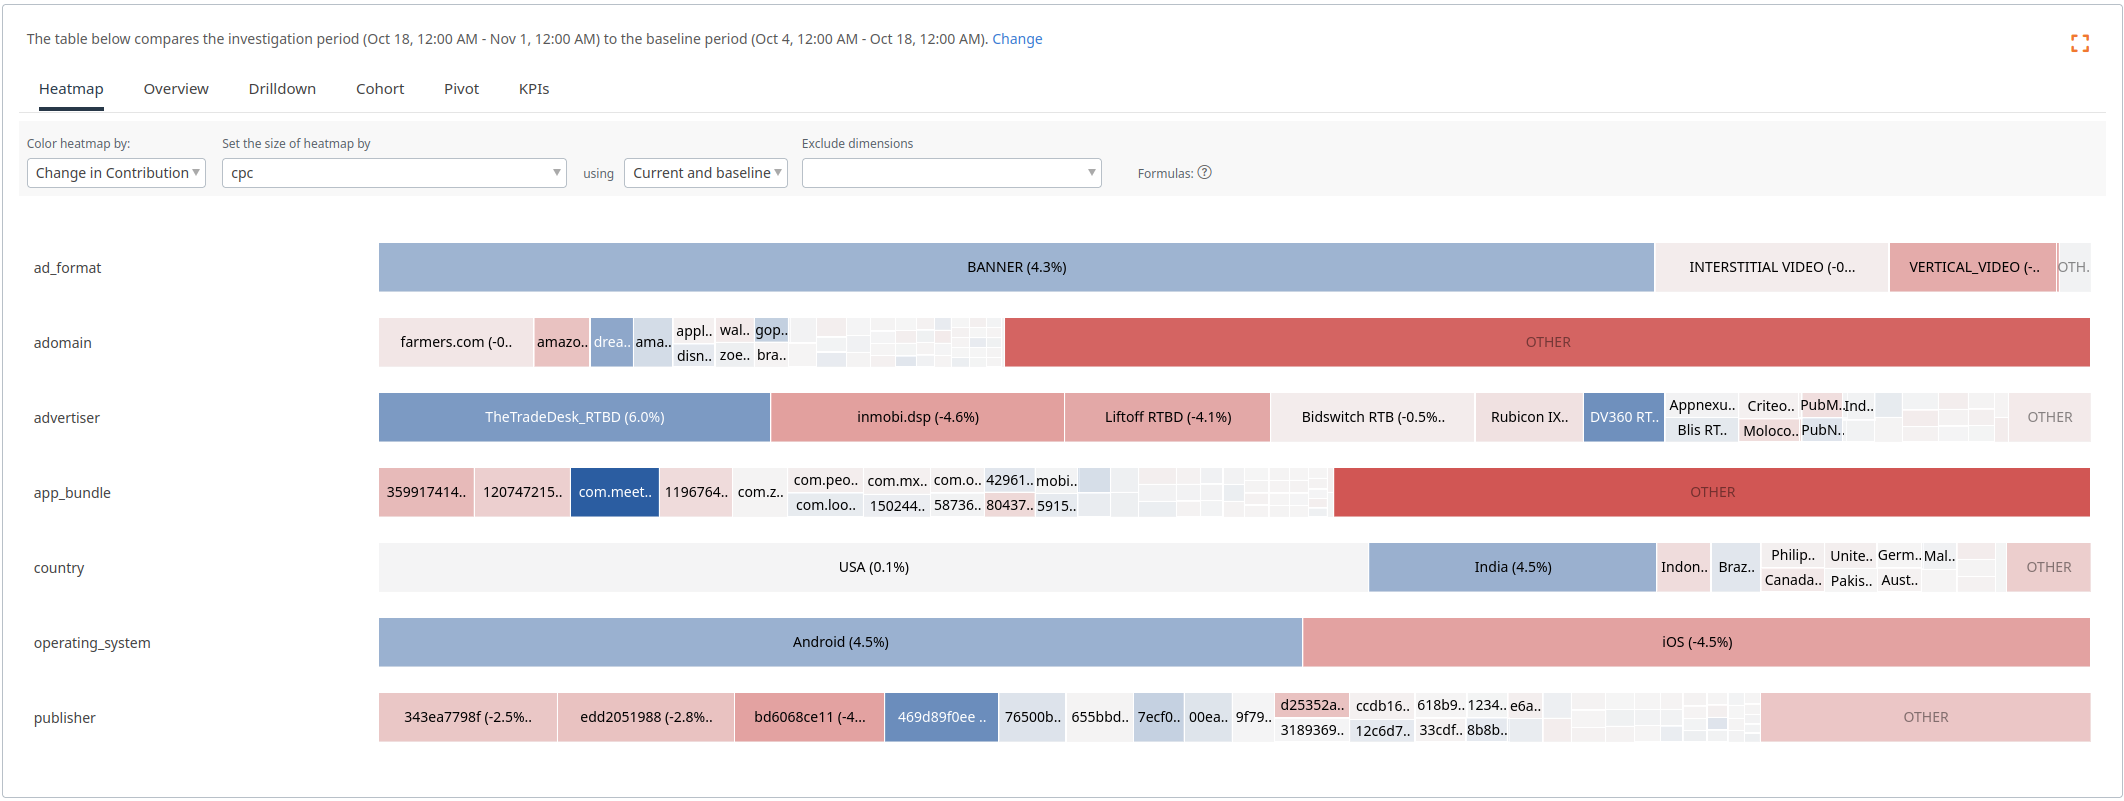 The table below compares the investigation period (Oct 18, 12:00 AM - Nov 1, 12:00 AM) to the baseline period (Oct 4, 12:00 AM - Oct 18, 12:00 AM). Change
Heatmap Overview Drilldown Cohort Pivot KPIs
Color heatmap by: Set the size of heatmap by Exclude dimensions
Change in Contribution cpc using Current and baseline Formulas: ?
ad_format BANNER (4.3%) INTERSTITIAL VIDEO (-0... VERTICAL_VIDEO (-.. OTH.
adomain farmers.com (-0.. amazo.. drea.. ama.. appl.. wal.. gop.. OTHER
disn.. zoe.. bra..
advertiser TheTradeDesk_RTBD (6.0%) inmobi.dsp (-4.6%) Liftoff RTBD (-4.1%) Bidswitch RTB (-0.5%.. Rubicon IX.. DV360 RT.. Appnexu.. Criteo.. PubM.. Ind.. OTHER
Blis RT.. Moloco.. PubN..
app_bundle 359917414.. 120747215.. com.meet.. 1196764.. com.z.. com.peo.. com.mx.. com.o.. 42961.. mobi.. OTHER
com.loo.. 150244.. 58736.. 80437.. 5915..
country USA (0.1%) India (4.5%) Indon.. Braz.. Philip.. Unite.. Germ.. Mal.. OTHER
Canada.. Pakis.. Aust..
operating_system Android (4.5%) iOS (-4.5%)
publisher 343ea7798f (-2.5%.. edd2051988 (-2.8%.. bd6068ce11 (-4... 469d89f0ee .. 76500b.. 655bbd.. 7ecf0.. 00ea.. 9f79.. d25352a.. ccdb16.. 618b9.. 1234.. e6a.. OTHER
3189369.. 12c6d7.. 33cdf.. 8b8b..